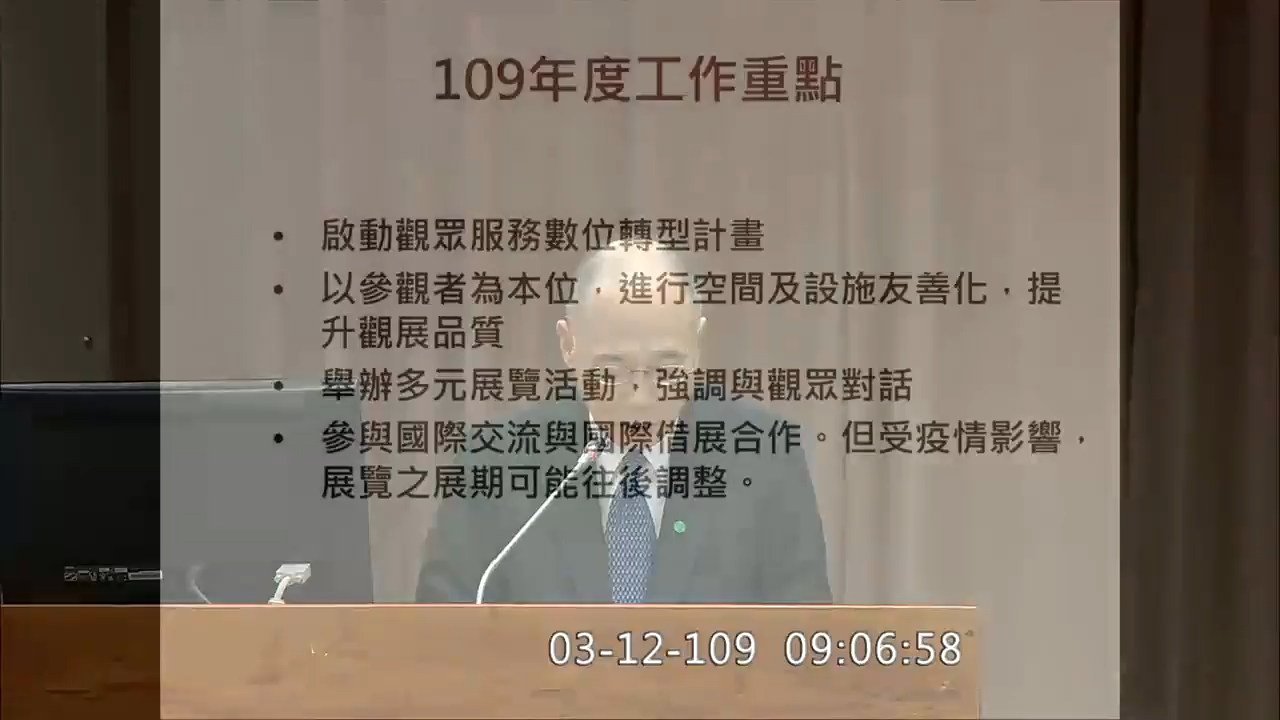 109年度工作重點
• 啟動觀眾服務數位轉型計畫
• 以參觀者為本位，進行空間及設施友善化，提
升觀展品質
• 舉辦多元展覽活動，強調與觀眾對話
• 參與國際交流與國際借展合作。但受疫情影響，
展覽之展期可能往後調整。
03-12-109 09:06:58